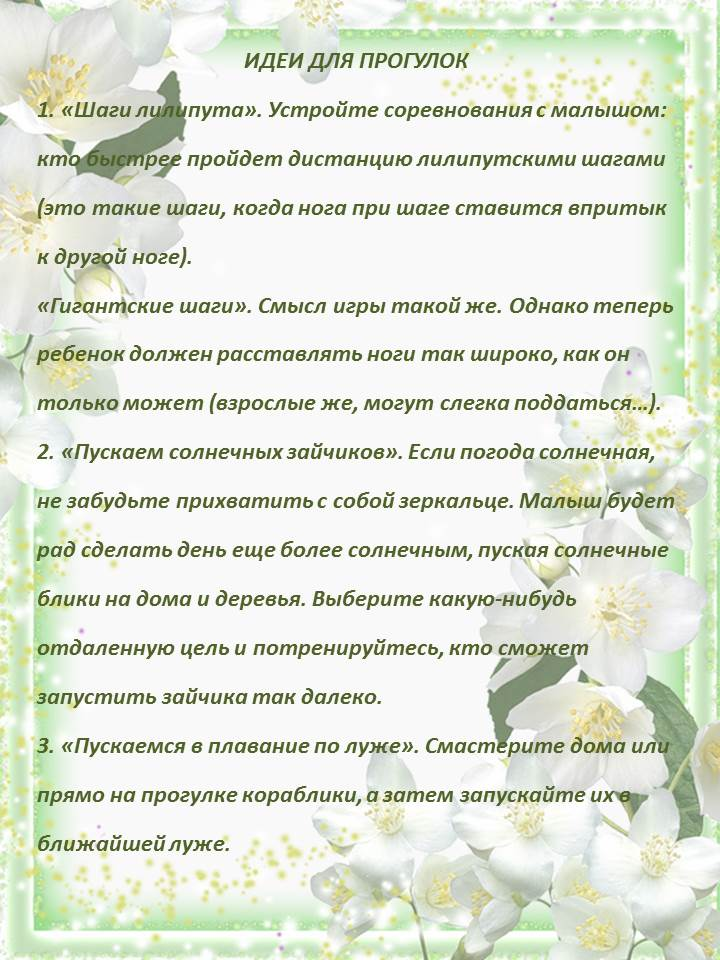 ИДЕИ ДЛЯ ПРОГУЛОК
1. «Шаги лилипута». Устройте соревнования с малышом:
кто быстрее пройдет дистанцию лилипутскими шагами
(это такие шаги, когда нога при шаге ставится впритык
к другой ноге).
«Гигантские шаги». Смысл игры такой же. Однако теперь
ребенок должен расставлять ноги так широко, как он
только может (взрослые же, могут слегка поддаться…).
2. «Пускаем солнечных зайчиков». Если погода солнечная,
не забудьте прихватить с собой зеркальце. Малыш будет
рад сделать день еще более солнечным, пуская солнечные
блики на дома и деревья. Выберите какую-нибудь
отдаленную цель и потренируйтесь, кто сможет
запустить зайчика так далеко.
3. «Пускаемся в плавание по луже». Смастерите дома или
прямо на прогулке кораблики, а затем запускайте их в
ближайшей луже.